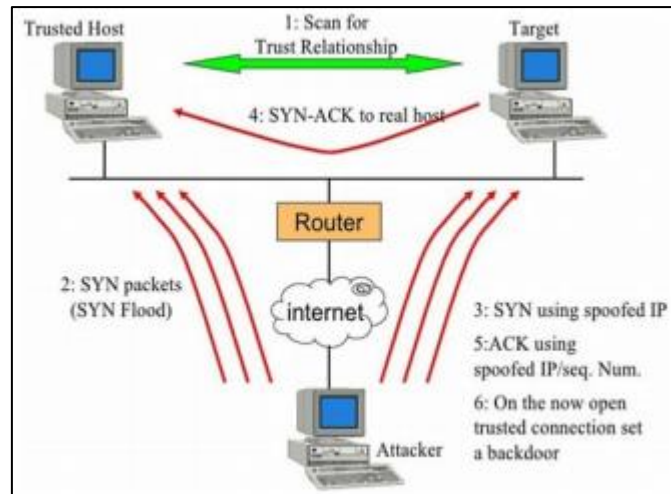 Trusted Host
1: Scan for
Trust Relationship
Target
4: SYN-ACK to real host
Router
2: SYN packets
(SYN Flood)
internet
3: SYN using spoofed IP
5:ACK using
spoofed IP/seq. Num.
6: On the now open
trusted connection set
a backdoor
Attacker